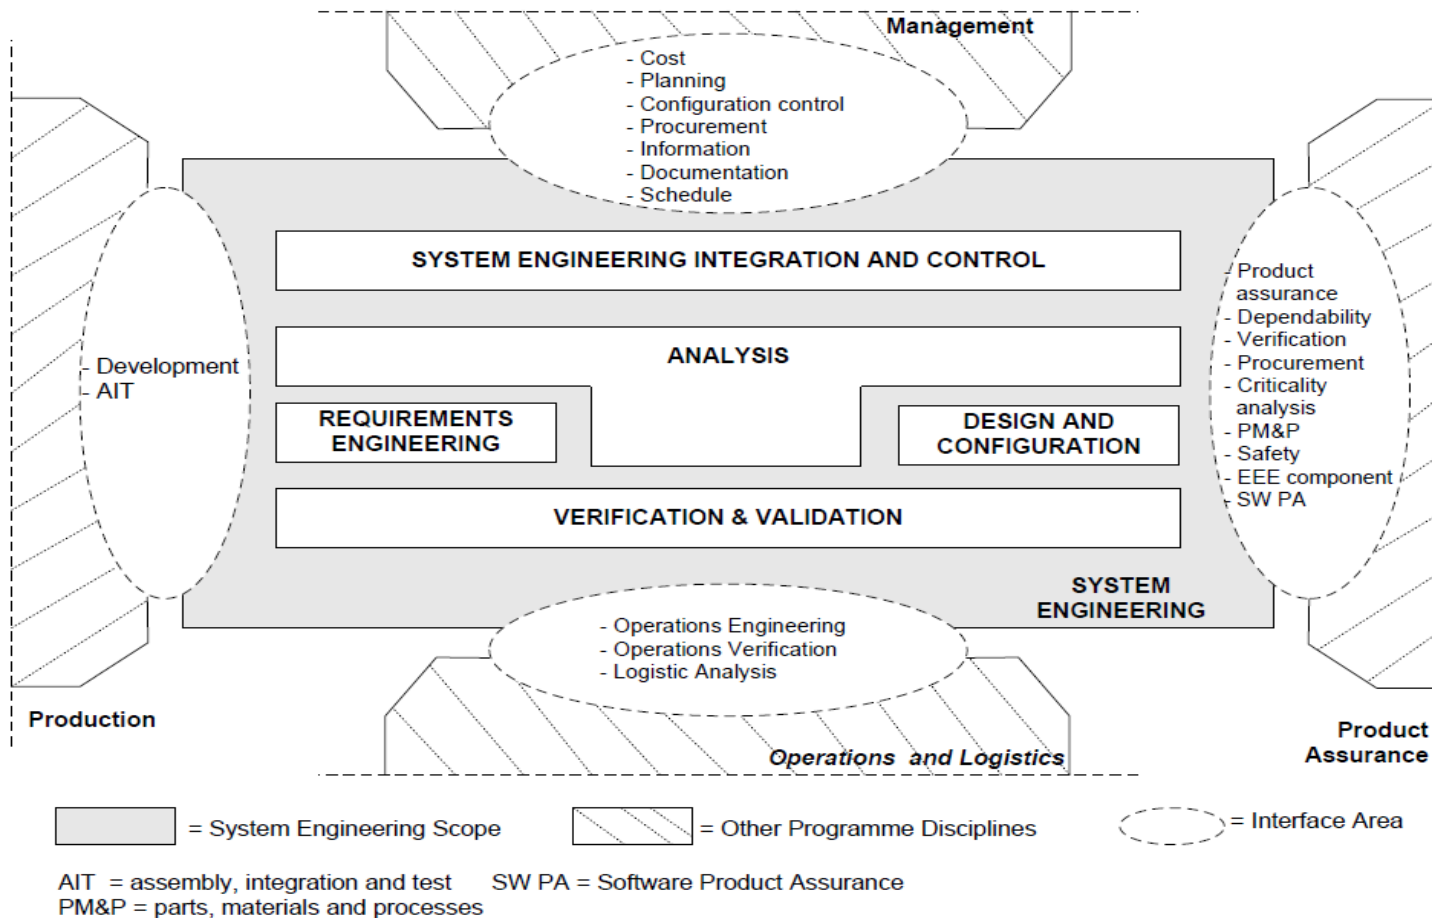 Management
- Cost
- Planning
- Configuration control
- Procurement
- Information
- Documentation
- Schedule
SYSTEM ENGINEERING INTEGRATION AND CONTROL
- Product
assurance
- Dependability
- Verification
- Procurement
- Criticality
analysis
- PM&P
- Safety
- EEE component
- SW PA
ANALYSIS
- Development
- AIT
REQUIREMENTS
ENGINEERING
DESIGN AND
CONFIGURATION
VERIFICATION & VALIDATION
SYSTEM
ENGINEERING
- Operations Engineering
- Operations Verification
- Logistic Analysis
Production
Product
Assurance
Operations and Logistics
= System Engineering Scope
= Other Programme Disciplines
= Interface Area
AIT = assembly, integration and test SW PA = Software Product Assurance
PM&P = parts, materials and processes